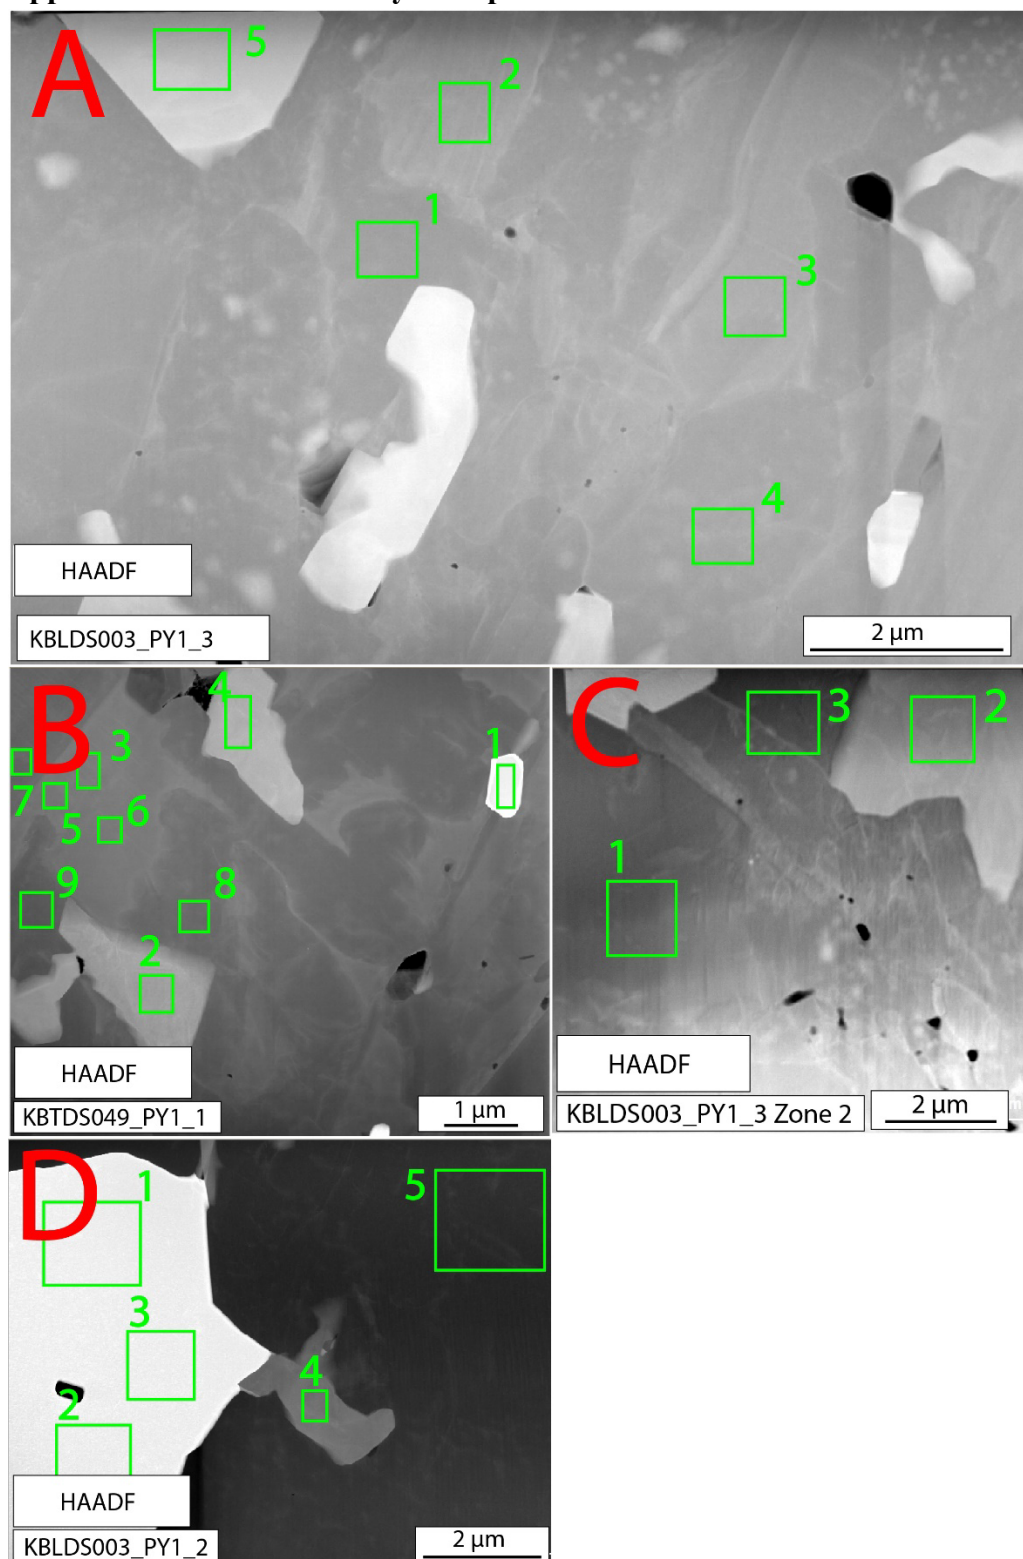 A
5
2
1
3
4
HAADF
KBLDS003_PY1_3
2 µm
B
4
3
1
7
5
6
9
8
2
HAADF
KBTDS049_PY1_1
1 µm
C
3
2
1
HAADF
KBLDS003_PY1_3 Zone 2
2 µm
D
1
5
3
4
2
HAADF
KBLDS003_PY1_2
2 µm